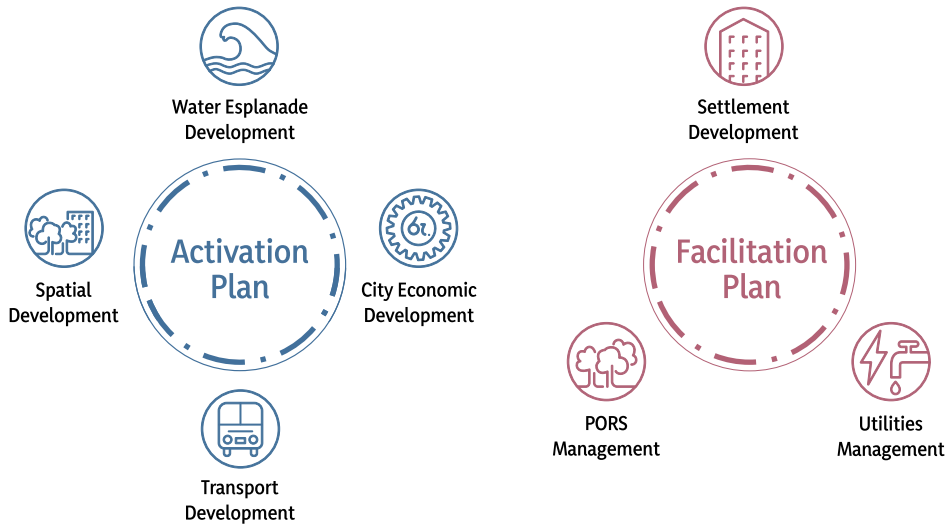 Water Esplanade
Development
Activation
Plan
Spatial
Development
රු.
City Economic
Development
Transport
Development
Settlement
Development
Facilitation
Plan
PORS
Management
Utilities
Management